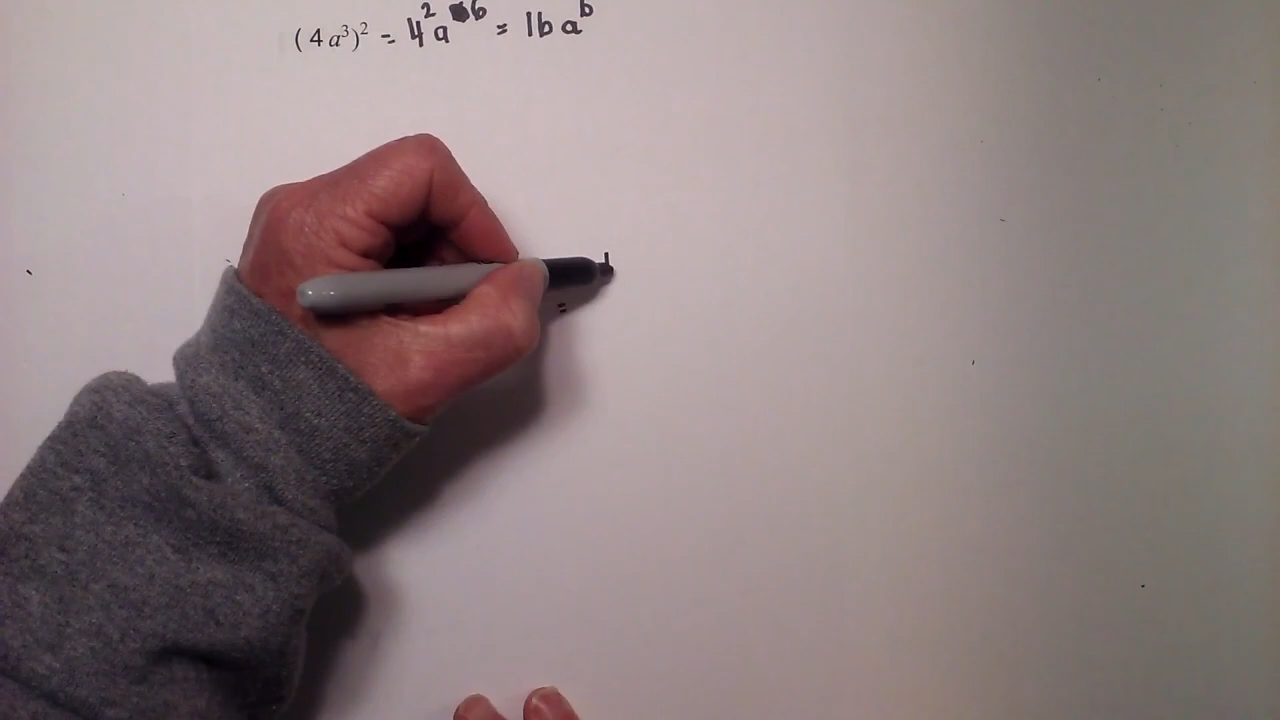 (4a³)² = 4²a⁶ = 16a⁶